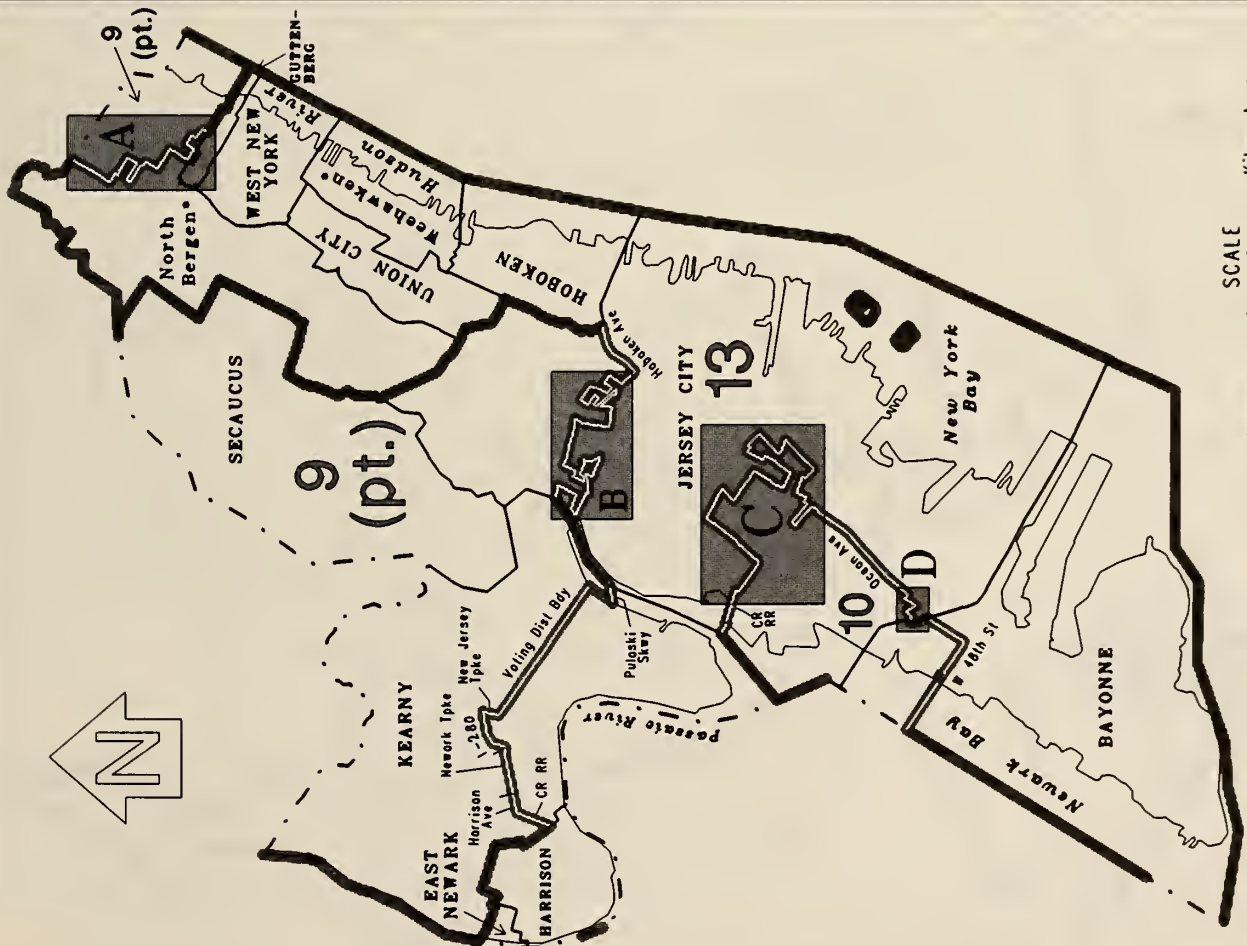 9
(pt.)
A
GUTTEN-
BERG
WEST NEW
YORK
North
Bergen*
River
Hudson
Weehawken*
UNION CITY
HOBOKEN
SECAUCUS
9
(pt.)
Hoboken Ave
B
JERSEY CITY
13
C
New York
Bay
Ocean Ave
D
10
CR
RR
Pulaski
Skwy
Voting Dist Bdy
New Jersey
Tpke
KEARNY
Newark Tpke
I-280
Harrison
Ave
CR RR
EAST
NEWARK
HARRISON
N
Passaic River
W 48th St
Newark Bay
BAYONNE
SCALE